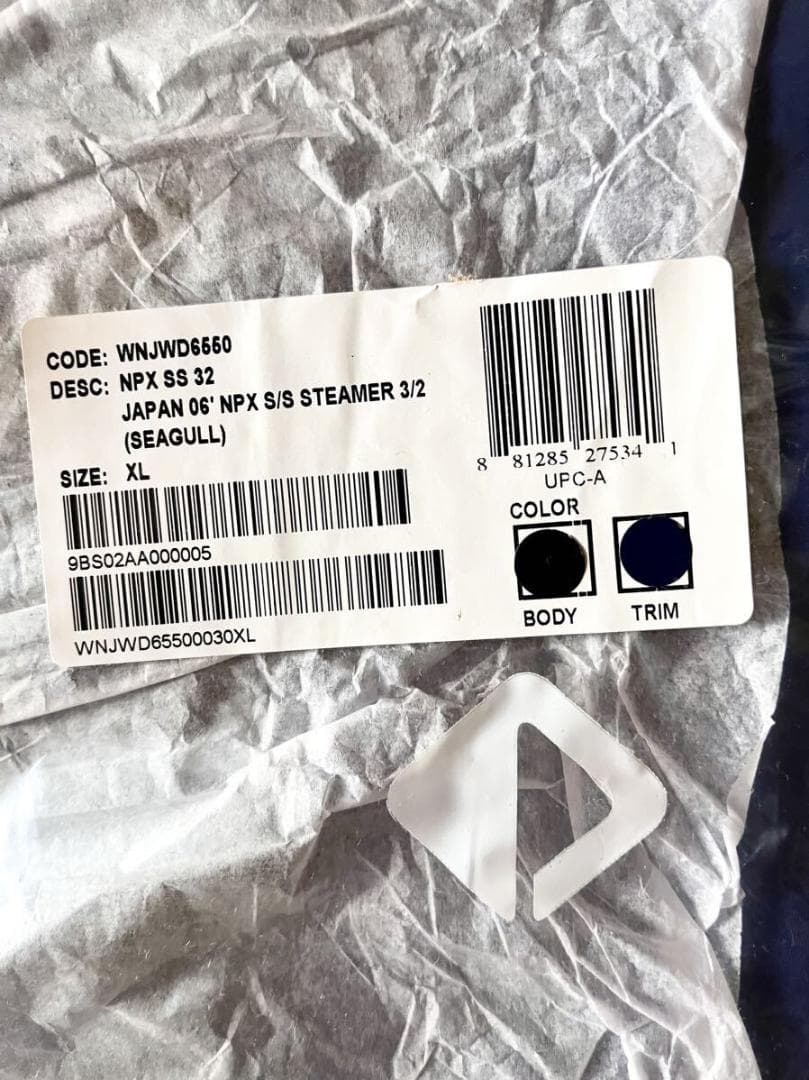 CODE: WNJWD6550
DESC: NPX SS 32
JAPAN 06' NPX S/S STEAMER 3/2
(SEAGULL)
SIZE: XL
9BS02AA000005
WNJWD65500030XL
8 81285 27534 1
UPC-A
COLOR
BODY TRIM